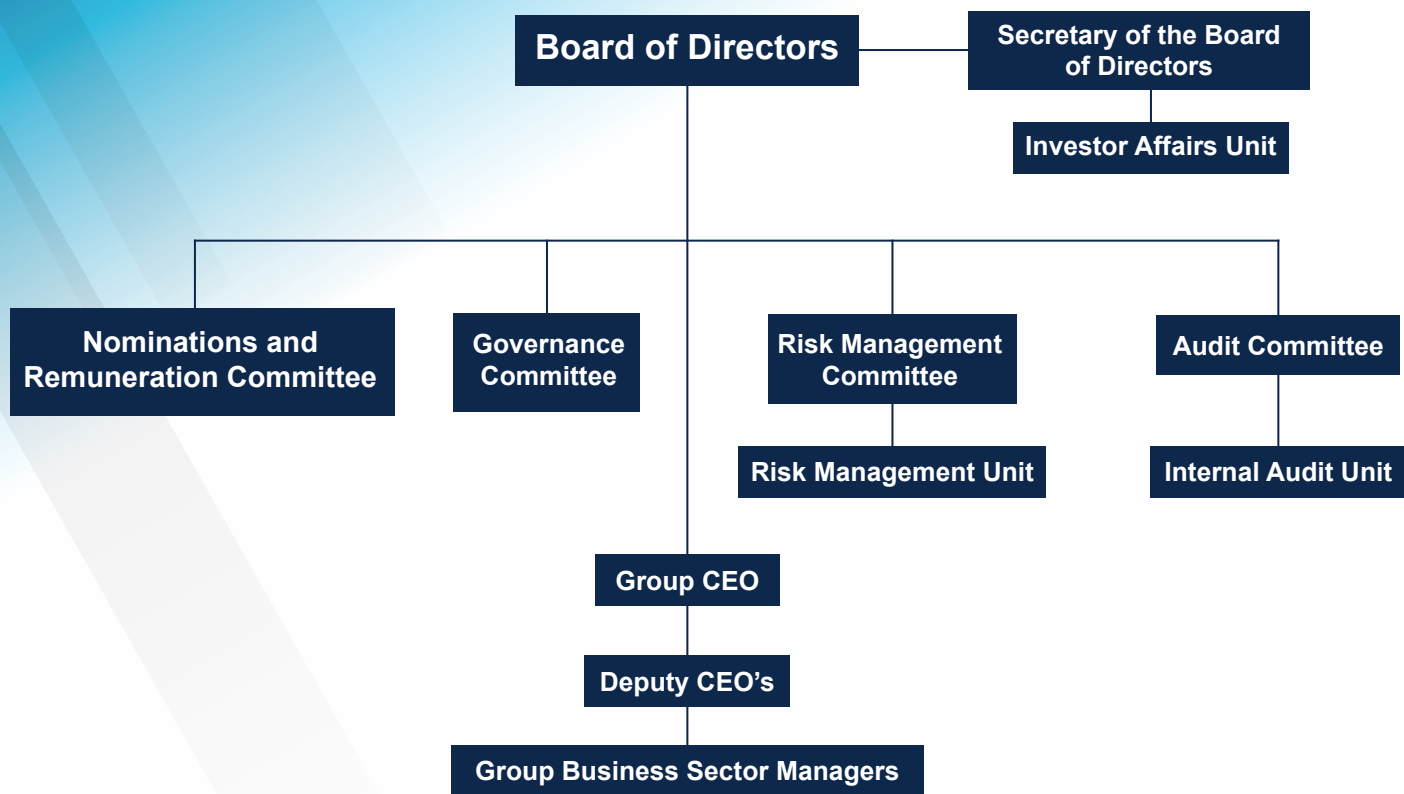 Board of Directors
Secretary of the Board
of Directors
Investor Affairs Unit
Nominations and
Remuneration Committee
Governance
Committee
Risk Management
Committee
Audit Committee
Risk Management Unit
Internal Audit Unit
Group CEO
Deputy CEO’s
Group Business Sector Managers